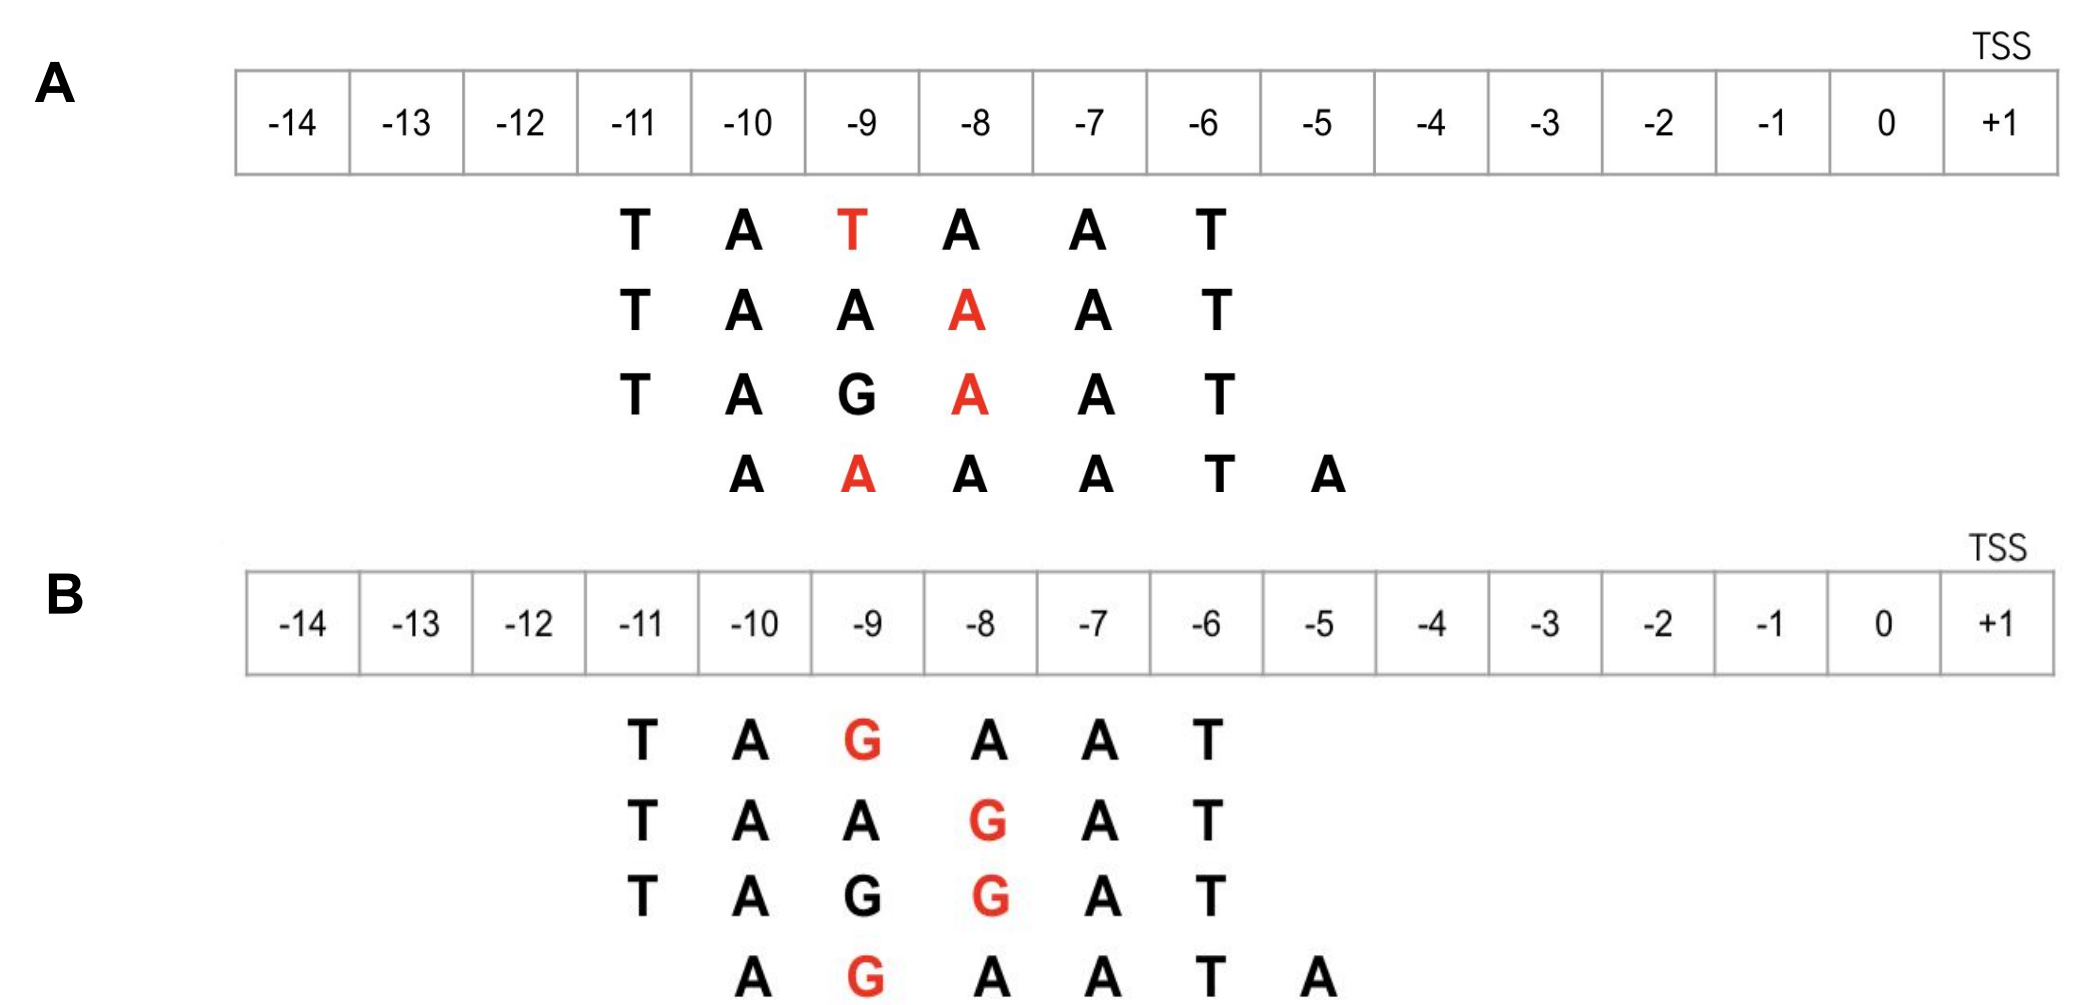 TSS
A
-14 -13 -12 -11 -10 -9 -8 -7 -6 -5 -4 -3 -2 -1 0 +1
T A T A A T
T A A A A T
T A G A A T
A A A A T A
TSS
B
-14 -13 -12 -11 -10 -9 -8 -7 -6 -5 -4 -3 -2 -1 0 +1
T A G A A T
T A A G A T
T A G G A T
A G A A T A